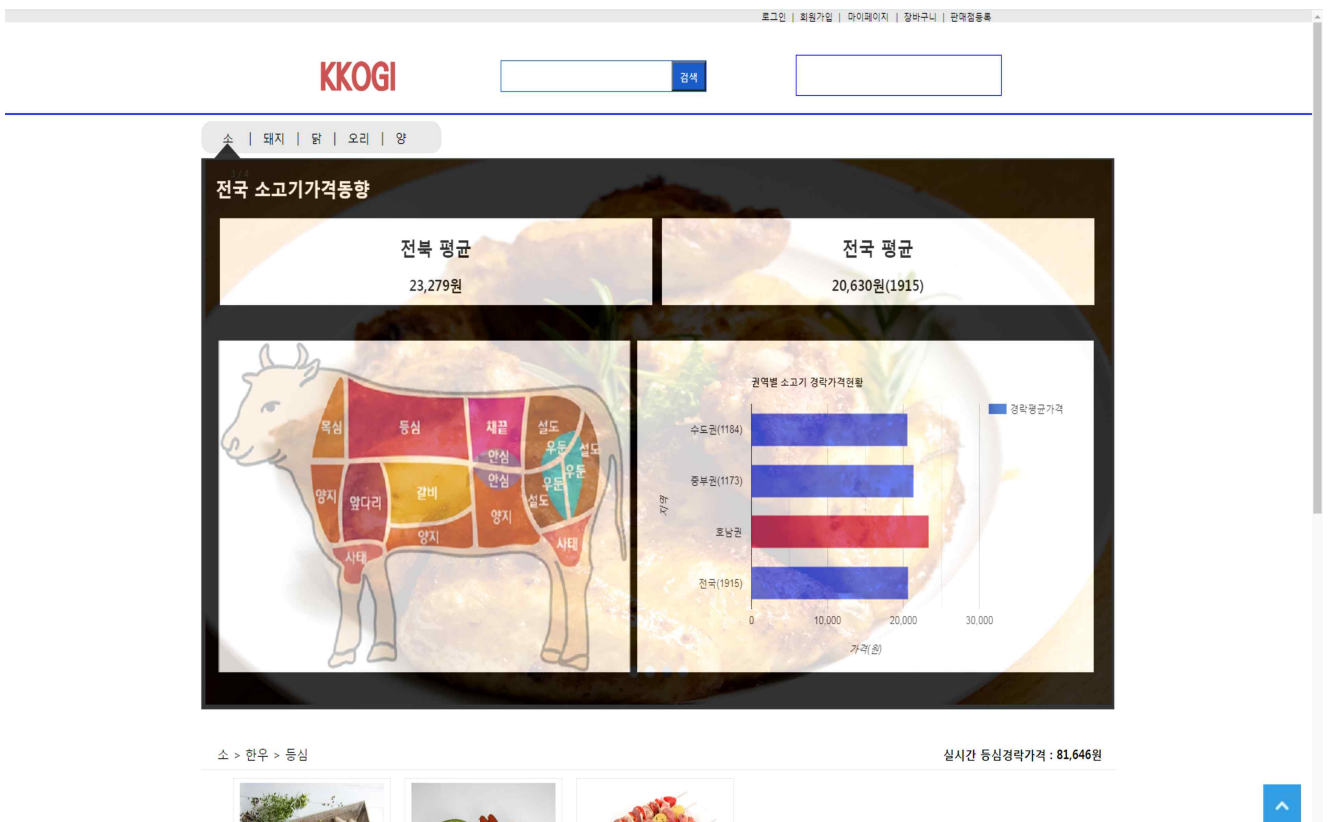 로그인 | 회원가입 | 마이페이지 | 장바구니 | 판매점등록
KKOGI
검색
소 | 돼지 | 닭 | 오리 | 양
1 / 4
전국 소고기가격동향
전북 평균
23,279원
전국 평균
20,630원(1915)
목심
등심
채끝
설도
우둔
설도
안심
안심
우둔
우둔
설도
양지
앞다리
갈비
양지
양지
사태
사태
권역별 소고기 경락가격현황
경락평균가격
수도권(1184)
중부권(1173)
호남권
전국(1915)
지역
0 10,000 20,000 30,000
가격(원)
소 > 한우 > 등심
실시간 등심경락가격 : 81,646원